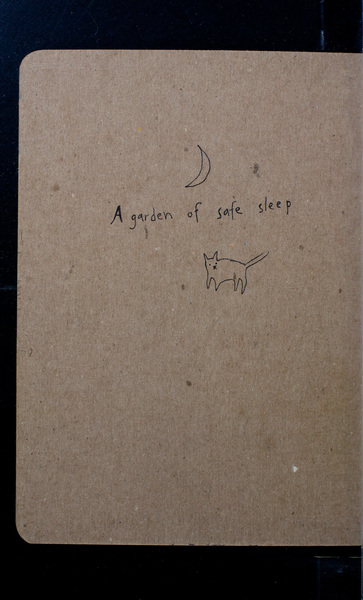 A garden of safe sleep